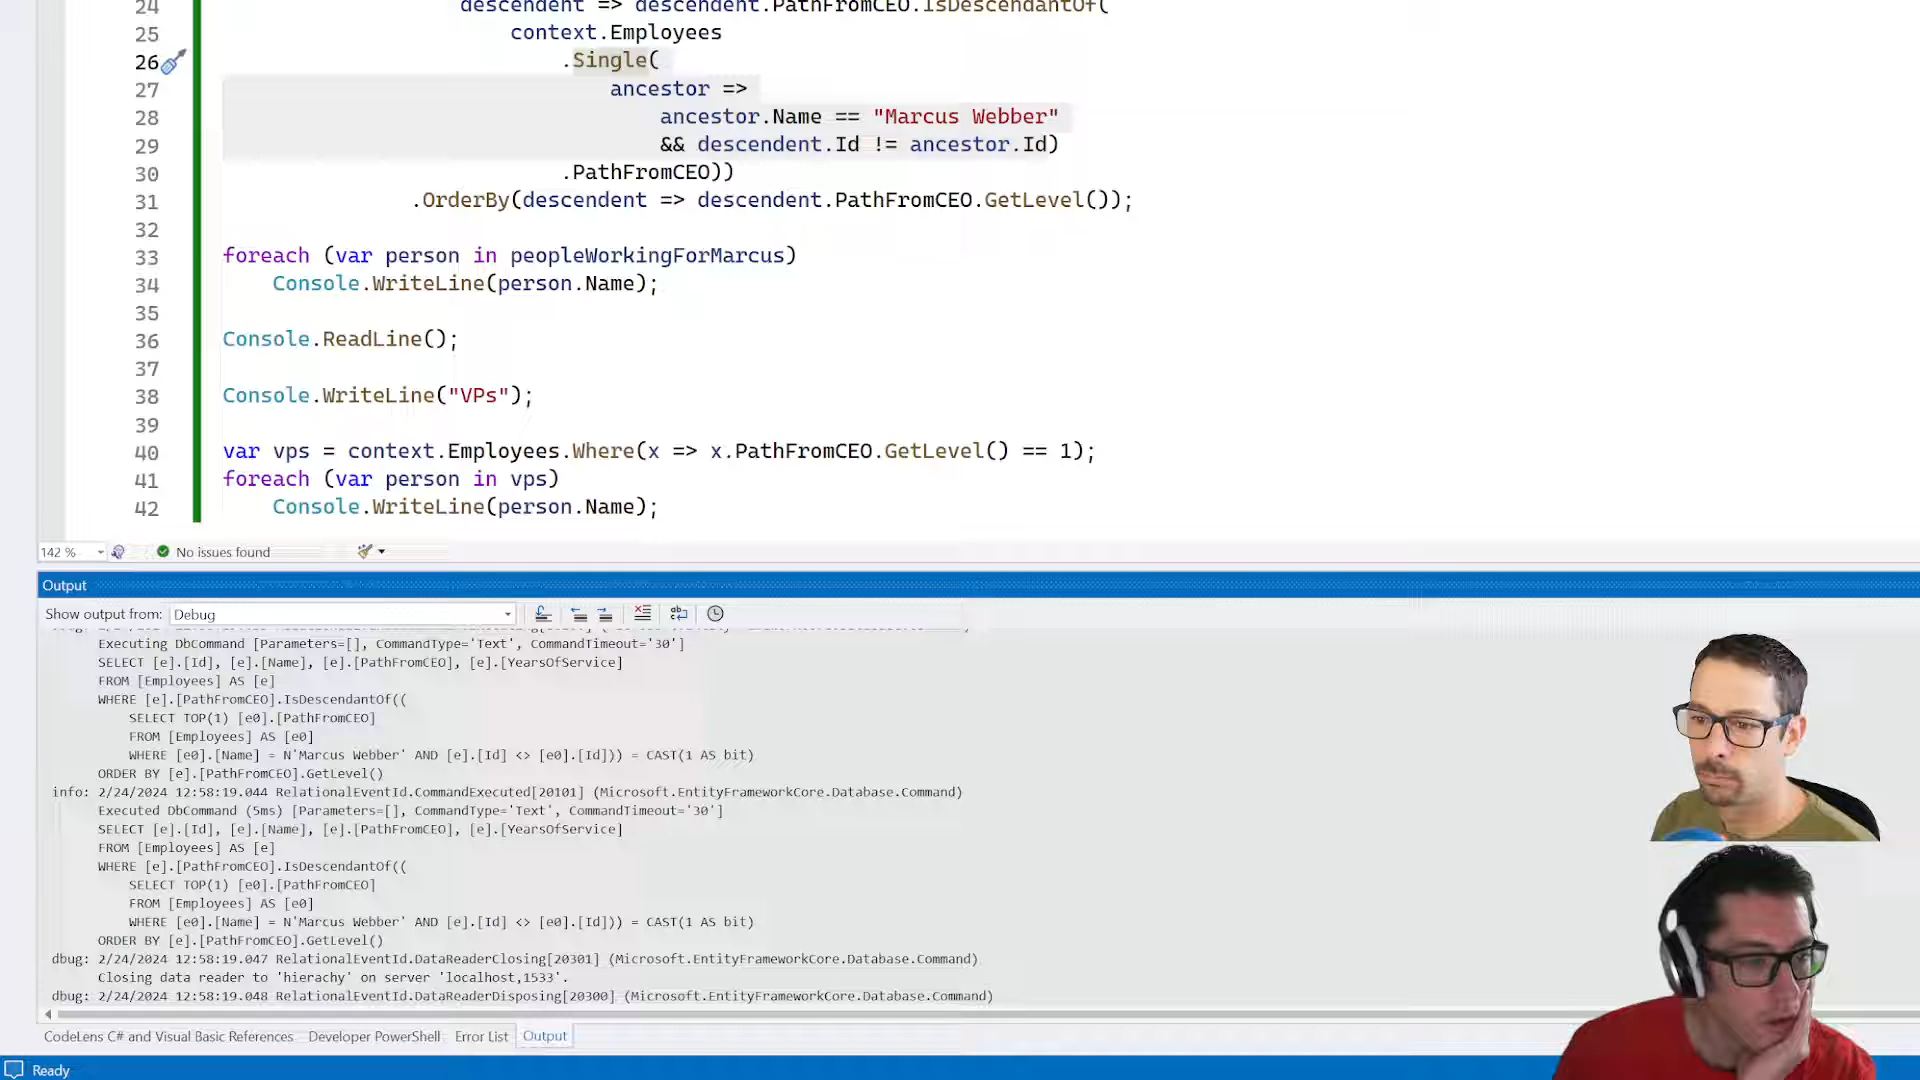 24 descendent => descendent.PathFromCEO.IsDescendantOf(
25 context.Employees
26 .Single(
27 ancestor =>
28 ancestor.Name == "Marcus Webber"
29 && descendent.Id != ancestor.Id)
30 .PathFromCEO))
31 .OrderBy(descendent => descendent.PathFromCEO.GetLevel());
32
33 foreach (var person in peopleWorkingForMarcus)
34 Console.WriteLine(person.Name);
35
36 Console.ReadLine();
37
38 Console.WriteLine("VPs");
39
40 var vps = context.Employees.Where(x => x.PathFromCEO.GetLevel() == 1);
41 foreach (var person in vps)
42 Console.WriteLine(person.Name);
142 % No issues found
Output
Show output from: Debug
Executing DbCommand [Parameters=[], CommandType='Text', CommandTimeout='30']
SELECT [e].[Id], [e].[Name], [e].[PathFromCEO], [e].[YearsOfService]
FROM [Employees] AS [e]
WHERE [e].[PathFromCEO].IsDescendantOf((
SELECT TOP(1) [e0].[PathFromCEO]
FROM [Employees] AS [e0]
WHERE [e0].[Name] = N'Marcus Webber' AND [e].[Id] <> [e0].[Id])) = CAST(1 AS bit)
ORDER BY [e].[PathFromCEO].GetLevel()
info: 2/24/2024 12:58:19.044 RelationalEventId.CommandExecuted[20101] (Microsoft.EntityFrameworkCore.Database.Command)
Executed DbCommand (5ms) [Parameters=[], CommandType='Text', CommandTimeout='30']
SELECT [e].[Id], [e].[Name], [e].[PathFromCEO], [e].[YearsOfService]
FROM [Employees] AS [e]
WHERE [e].[PathFromCEO].IsDescendantOf((
SELECT TOP(1) [e0].[PathFromCEO]
FROM [Employees] AS [e0]
WHERE [e0].[Name] = N'Marcus Webber' AND [e].[Id] <> [e0].[Id])) = CAST(1 AS bit)
ORDER BY [e].[PathFromCEO].GetLevel()
dbug: 2/24/2024 12:58:19.047 RelationalEventId.DataReaderClosing[20301] (Microsoft.EntityFrameworkCore.Database.Command)
Closing data reader to 'hierachy' on server 'localhost,1533'.
dbug: 2/24/2024 12:58:19.048 RelationalEventId.DataReaderDisposing[20300] (Microsoft.EntityFrameworkCore.Database.Command)
CodeLens C# and Visual Basic References Developer PowerShell Error List Output
Ready